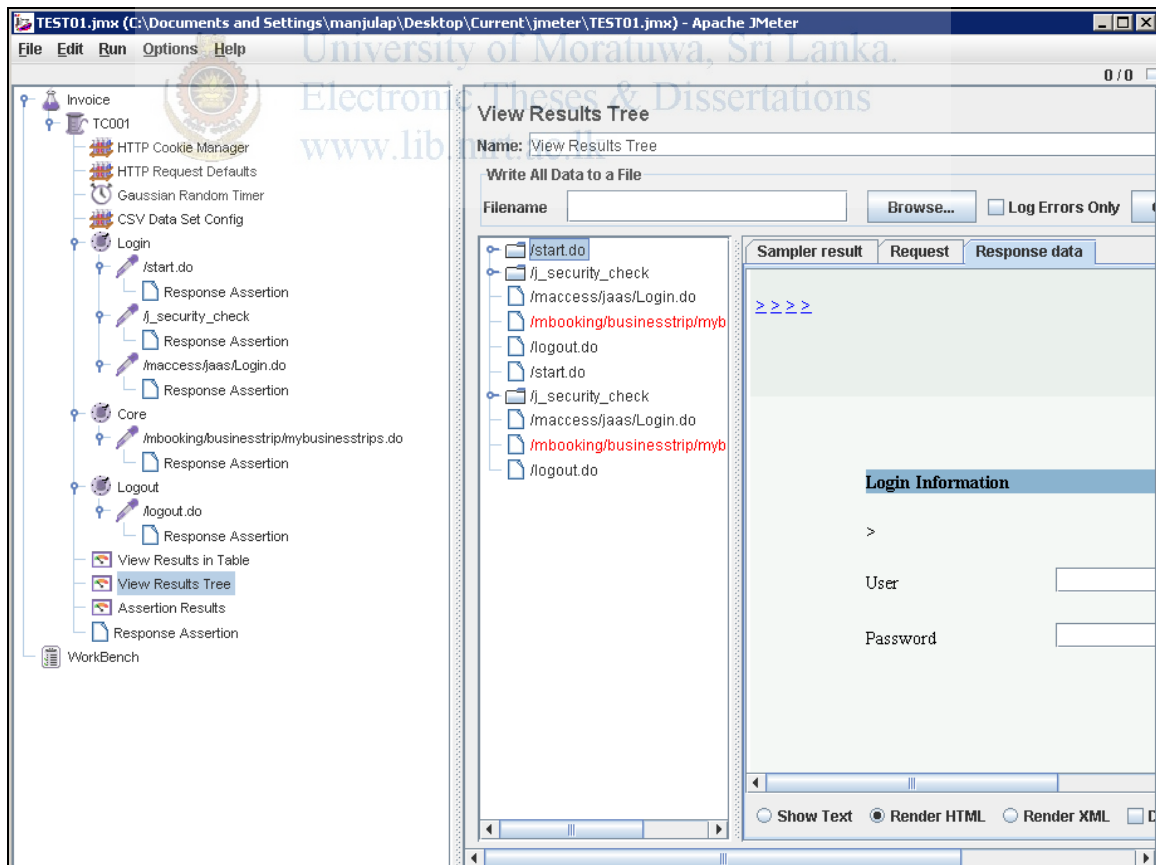 TEST01.jmx (C:\Documents and Settings\manjulap\Desktop\Current\jmeter\TEST01.jmx) - Apache JMeter
File Edit Run Options Help
University of Moratuwa, Sri Lanka.
Electronic Theses & Dissertations
www.lib.mrt.ac.lk
0 / 0
Invoice
TC001
HTTP Cookie Manager
HTTP Request Defaults
Gaussian Random Timer
CSV Data Set Config
Login
/start.do
Response Assertion
/j_security_check
Response Assertion
/maccess/jaas/Login.do
Response Assertion
Core
/mbooking/businesstrip/mybusinesstrips.do
Response Assertion
Logout
/logout.do
Response Assertion
View Results in Table
View Results Tree
Assertion Results
Response Assertion
WorkBench
View Results Tree
Name: View Results Tree
Write All Data to a File
Filename Browse... Log Errors Only
/start.do
/j_security_check
/maccess/jaas/Login.do
/mbooking/businesstrip/myb
/logout.do
/start.do
/j_security_check
/maccess/jaas/Login.do
/mbooking/businesstrip/myb
/logout.do
Sampler result Request Response data
> > > >
Login Information
>
User
Password
Show Text Render HTML Render XML D